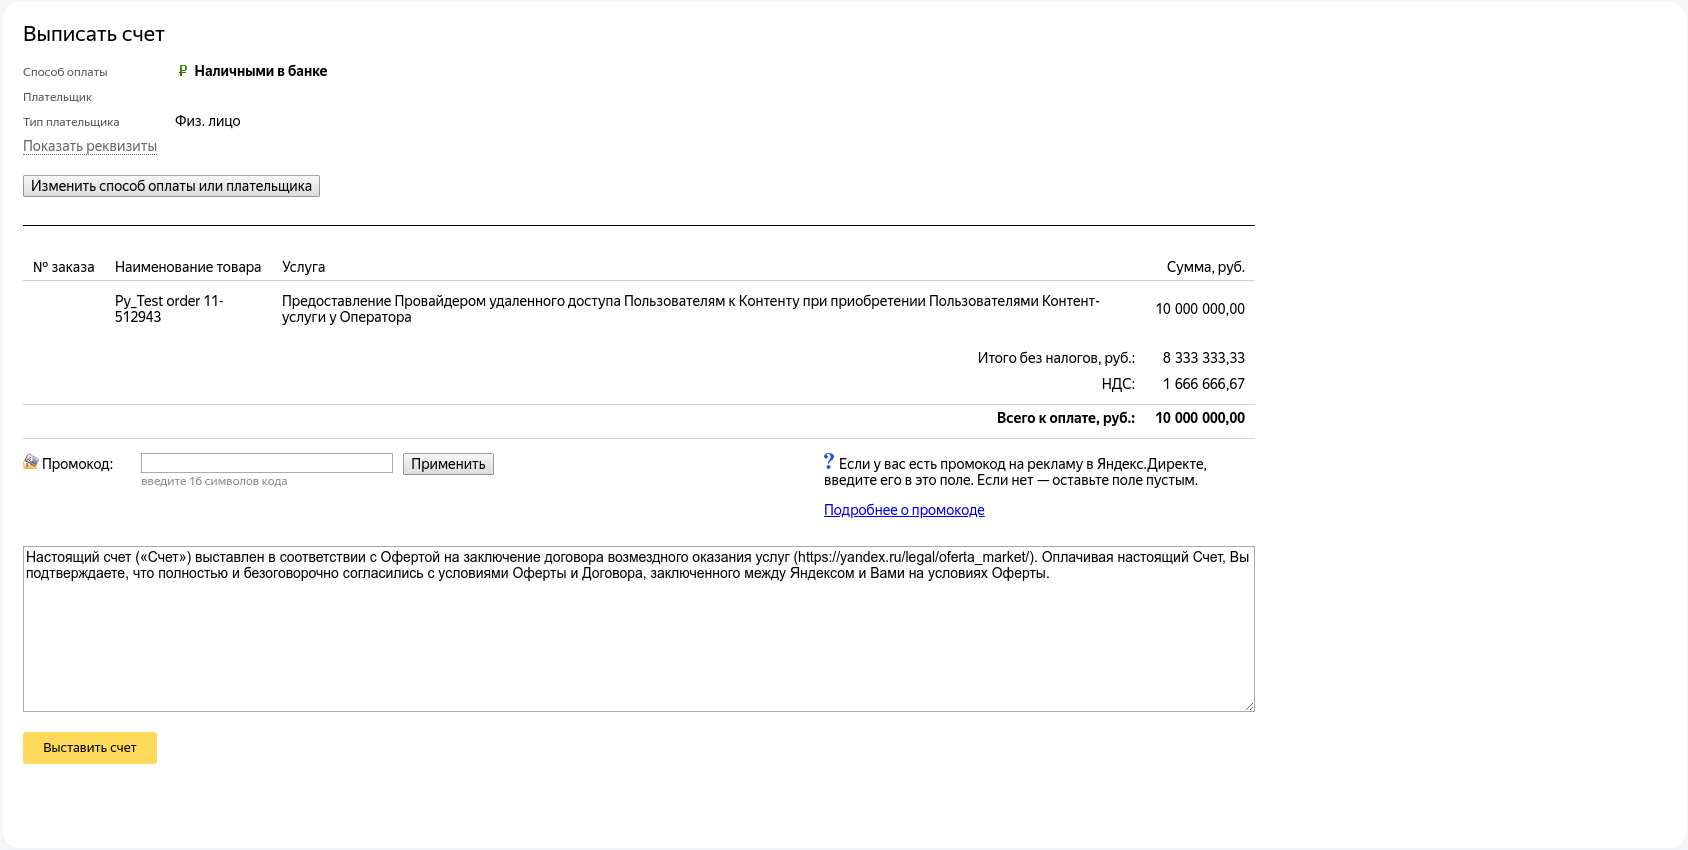 Выписать счет
Способ оплаты ₽ Наличными в банке
Плательщик
Тип плательщика Физ. лицо
Показать реквизиты
Изменить способ оплаты или плательщика
№ заказа Наименование товара Услуга Сумма, руб.
Py_Test order 11-512943 Предоставление Провайдером удаленного доступа Пользователям к Контенту при приобретении Пользователями Контент-
услуги у Оператора 10 000 000,00
Итого без налогов, руб.: 8 333 333,33
НДС: 1 666 666,67
Всего к оплате, руб.: 10 000 000,00
Промокод: Применить
введите 16 символов кода
? Если у вас есть промокод на рекламу в Яндекс.Директе,
введите его в это поле. Если нет — оставьте поле пустым.
Подробнее о промокоде
Настоящий счет («Счет») выставлен в соответствии с Офертой на заключение договора возмездного оказания услуг (https://yandex.ru/legal/oferta_market/). Оплачивая настоящий Счет, Вы
подтверждаете, что полностью и безоговорочно согласились с условиями Оферты и Договора, заключенного между Яндексом и Вами на условиях Оферты.
Выставить счет